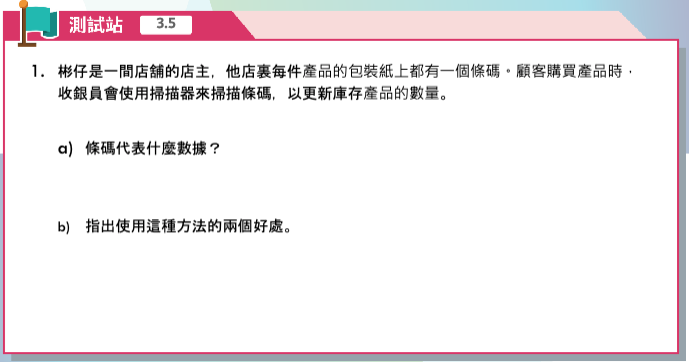 測試站 3.5
1. 彬仔是一間店舖的店主，他店裏每件產品的包裝紙上都有一個條碼。顧客購買產品時，
收銀員會使用掃描器來掃描條碼，以更新庫存產品的數量。
a) 條碼代表什麼數據？
b) 指出使用這種方法的兩個好處。